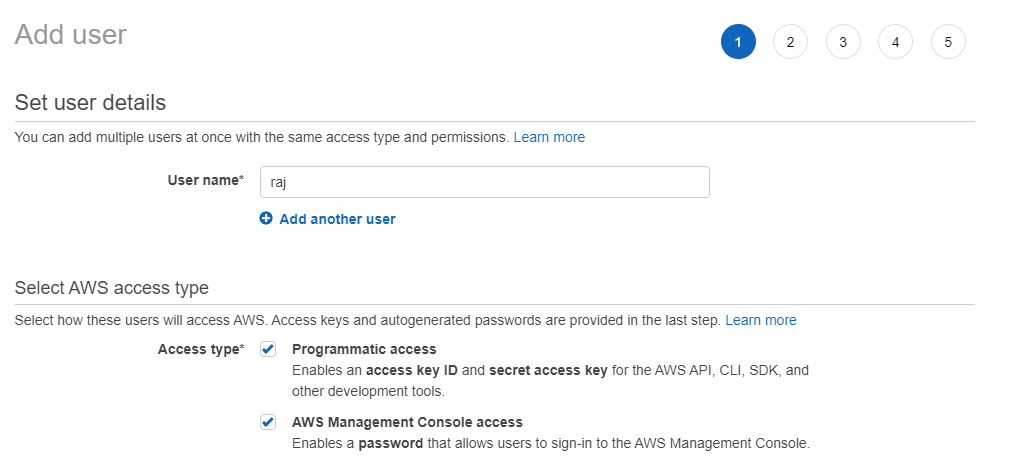 Add user
1 2 3 4 5
Set user details
You can add multiple users at once with the same access type and permissions. Learn more
User name* raj
Add another user
Select AWS access type
Select how these users will access AWS. Access keys and autogenerated passwords are provided in the last step. Learn more
Access type* Programmatic access
Enables an access key ID and secret access key for the AWS API, CLI, SDK, and
other development tools.
AWS Management Console access
Enables a password that allows users to sign-in to the AWS Management Console.